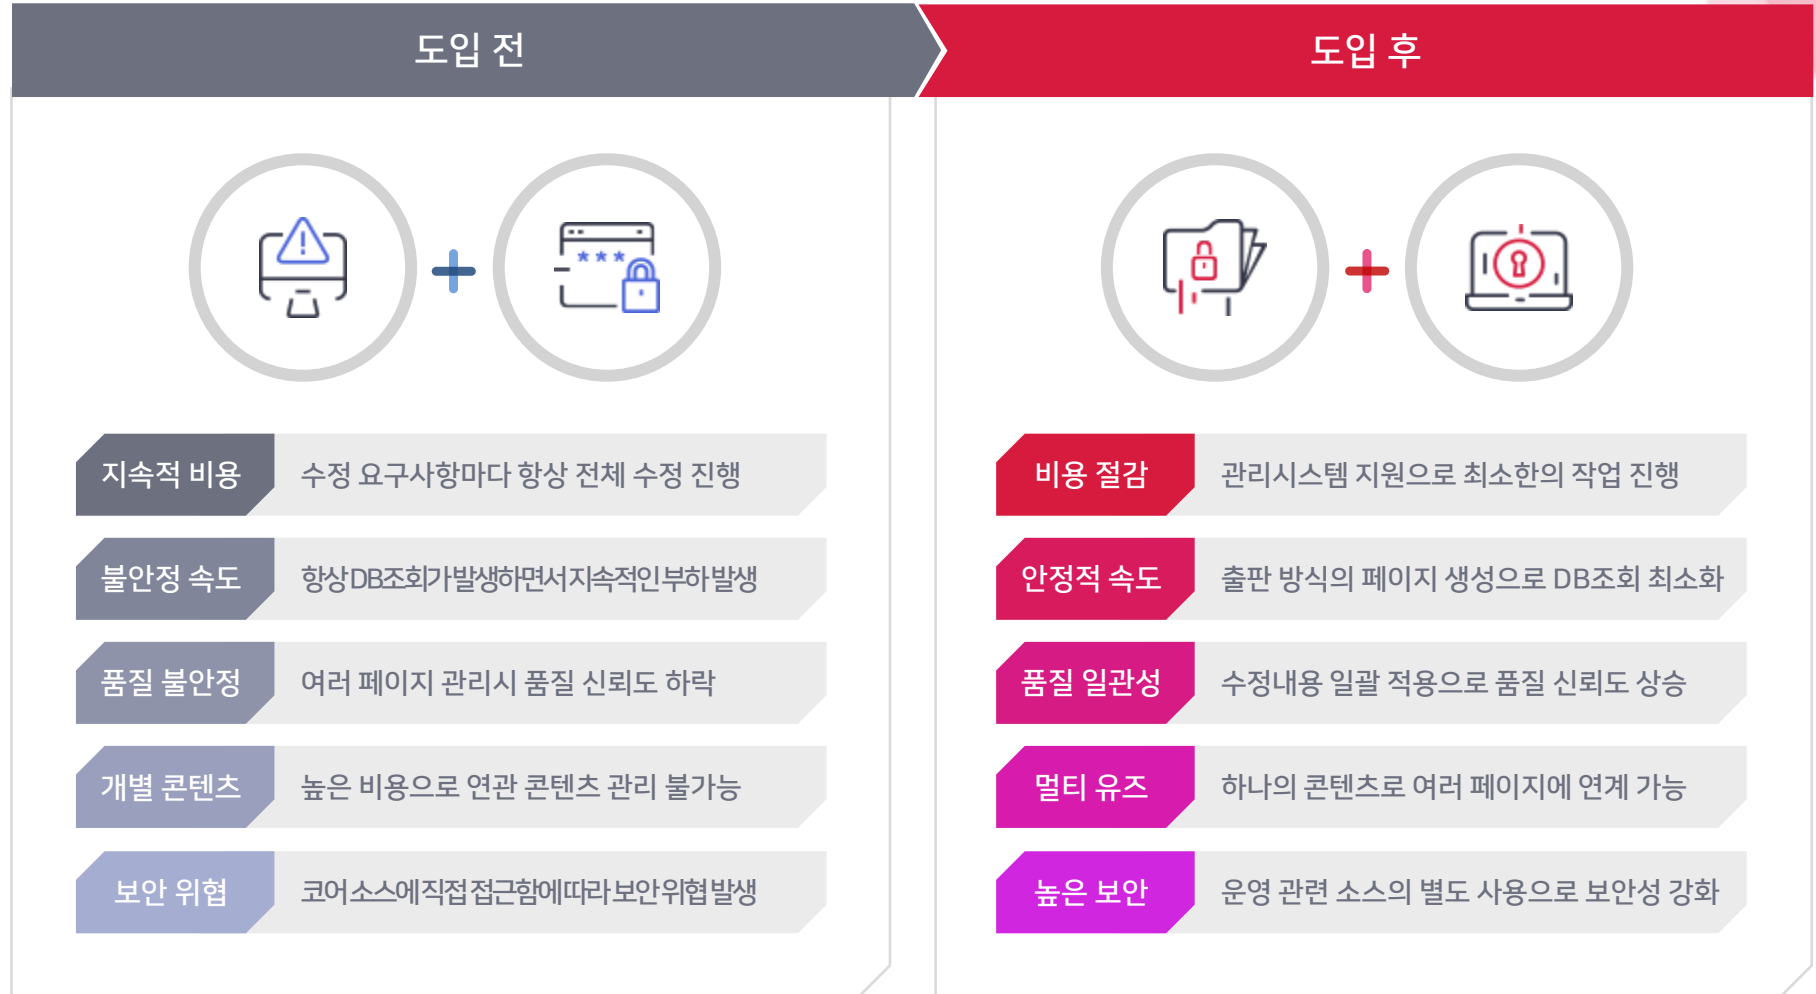 도입 전
도입 후
***
지속적 비용
수정 요구사항마다 항상 전체 수정 진행
불안정 속도
항상 DB조회가 발생하면서 지속적인 부하 발생
품질 불안정
여러 페이지 관리시 품질 신뢰도 하락
개별 콘텐츠
높은 비용으로 연관 콘텐츠 관리 불가능
보안 위협
코어 소스에 직접 접근함에 따라 보안 위협 발생
비용 절감
관리시스템 지원으로 최소한의 작업 진행
안정적 속도
출판 방식의 페이지 생성으로 DB조회 최소화
품질 일관성
수정내용 일괄 적용으로 품질 신뢰도 상승
멀티 유즈
하나의 콘텐츠로 여러 페이지에 연계 가능
높은 보안
운영 관련 소스의 별도 사용으로 보안성 강화